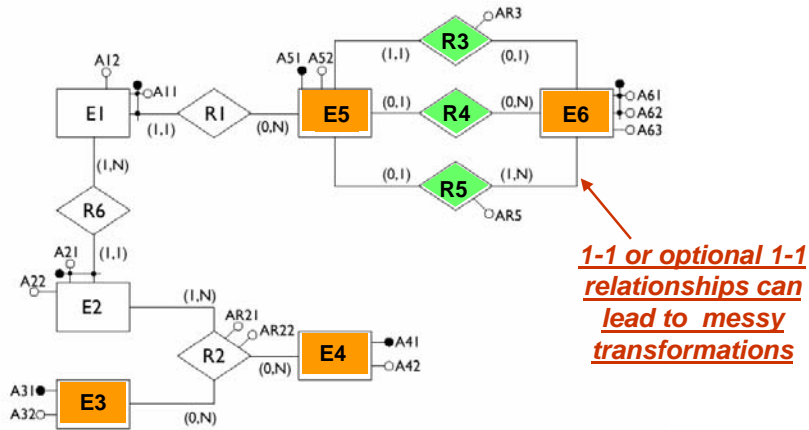 AR3
R3
(1,1)
(0,1)
A12
A51
A52
A11
E1
(1,1)
R1
(0,N)
E5
(0,1)
R4
(0,N)
E6
A61
A62
A63
(1,N)
(0,1)
R5
(1,N)
AR5
R6
A21
(1,1)
A22
E2
(1,N)
1-1 or optional 1-1
relationships can
lead to messy
transformations
AR21
AR22
R2
(0,N)
E4
A41
A42
A31
A32
E3
(0,N)